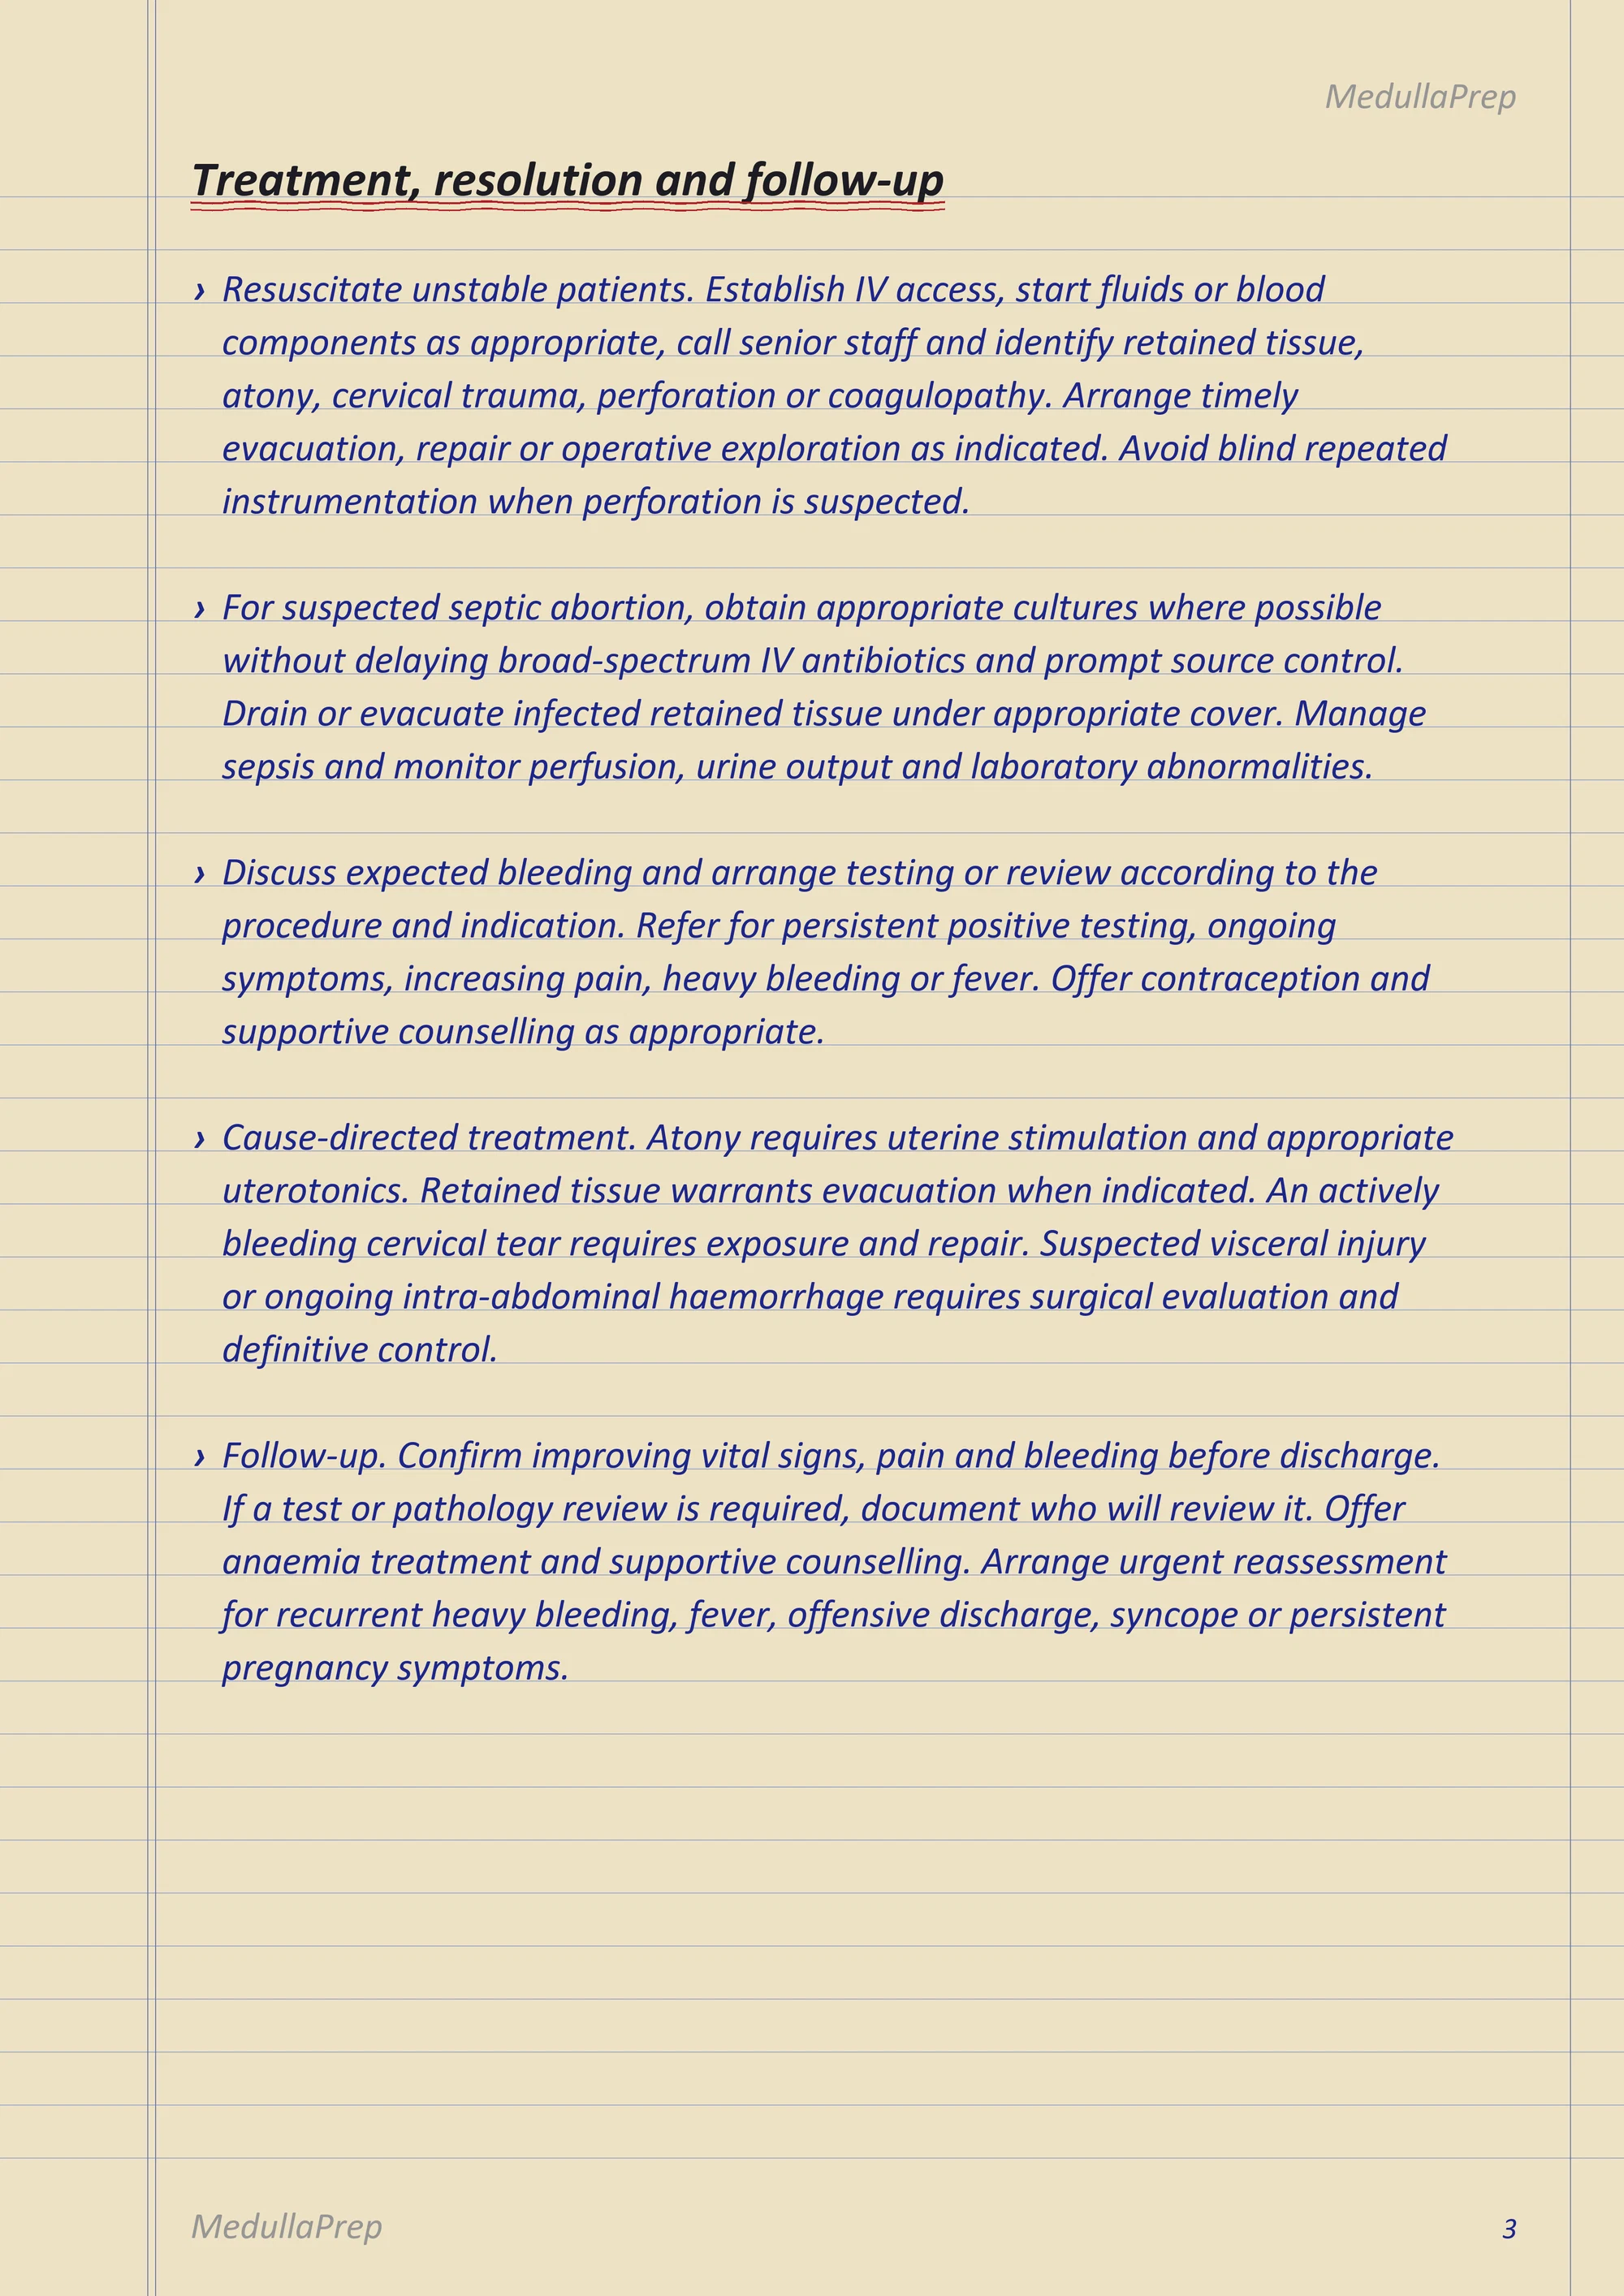 MedullaPrep
Treatment, resolution and follow-up
› Resuscitate unstable patients. Establish IV access, start fluids or blood
components as appropriate, call senior staff and identify retained tissue,
atony, cervical trauma, perforation or coagulopathy. Arrange timely
evacuation, repair or operative exploration as indicated. Avoid blind repeated
instrumentation when perforation is suspected.
› For suspected septic abortion, obtain appropriate cultures where possible
without delaying broad-spectrum IV antibiotics and prompt source control.
Drain or evacuate infected retained tissue under appropriate cover. Manage
sepsis and monitor perfusion, urine output and laboratory abnormalities.
› Discuss expected bleeding and arrange testing or review according to the
procedure and indication. Refer for persistent positive testing, ongoing
symptoms, increasing pain, heavy bleeding or fever. Offer contraception and
supportive counselling as appropriate.
› Cause-directed treatment. Atony requires uterine stimulation and appropriate
uterotonics. Retained tissue warrants evacuation when indicated. An actively
bleeding cervical tear requires exposure and repair. Suspected visceral injury
or ongoing intra-abdominal haemorrhage requires surgical evaluation and
definitive control.
› Follow-up. Confirm improving vital signs, pain and bleeding before discharge.
If a test or pathology review is required, document who will review it. Offer
anaemia treatment and supportive counselling. Arrange urgent reassessment
for recurrent heavy bleeding, fever, offensive discharge, syncope or persistent
pregnancy symptoms.
MedullaPrep
3